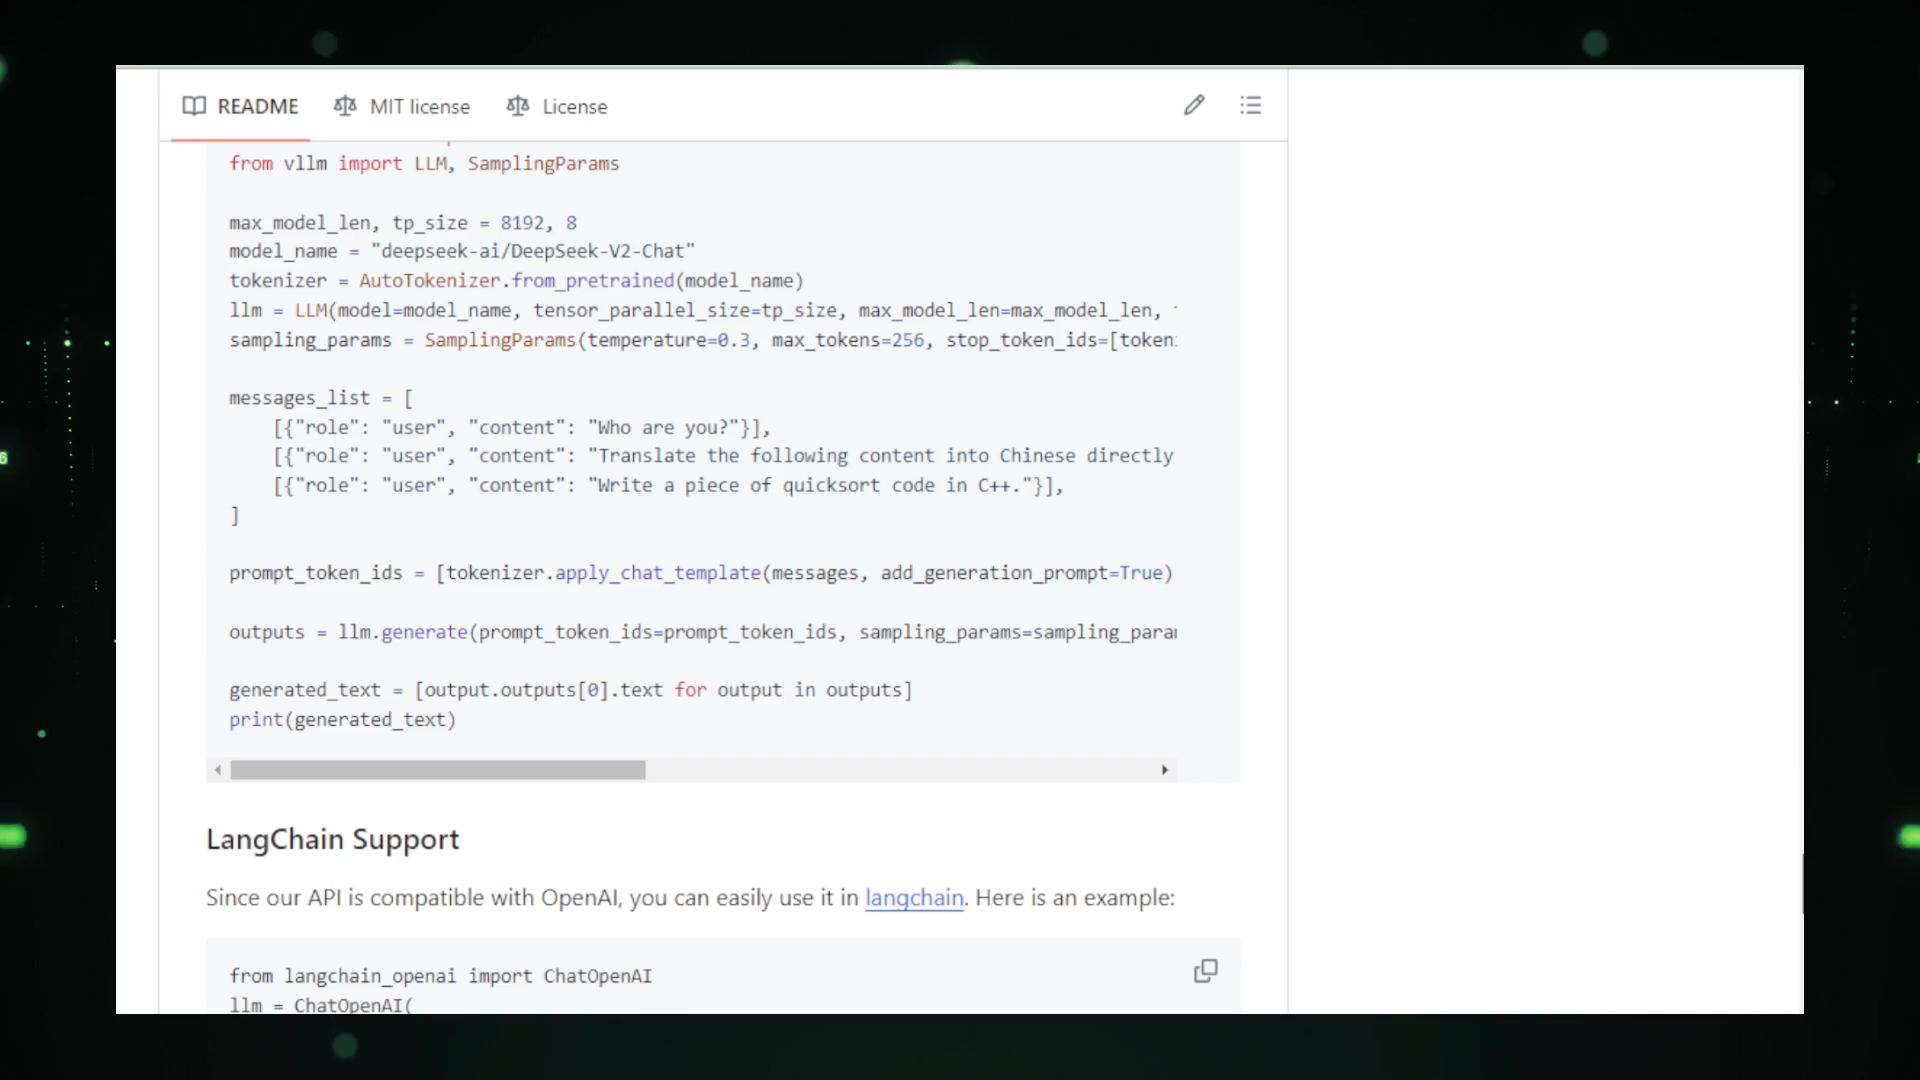 README MIT license License
from vllm import LLM, SamplingParams
max_model_len, tp_size = 8192, 8
model_name = "deepseek-ai/DeepSeek-V2-Chat"
tokenizer = AutoTokenizer.from_pretrained(model_name)
llm = LLM(model=model_name, tensor_parallel_size=tp_size, max_model_len=max_model_len,
sampling_params = SamplingParams(temperature=0.3, max_tokens=256, stop_token_ids=[token
messages_list = [
[{"role": "user", "content": "Who are you?"}],
[{"role": "user", "content": "Translate the following content into Chinese directly
[{"role": "user", "content": "Write a piece of quicksort code in C++."}],
]
prompt_token_ids = [tokenizer.apply_chat_template(messages, add_generation_prompt=True)
outputs = llm.generate(prompt_token_ids=prompt_token_ids, sampling_params=sampling_para
generated_text = [output.outputs[0].text for output in outputs]
print(generated_text)
LangChain Support
Since our API is compatible with OpenAI, you can easily use it in langchain. Here is an example:
from langchain_openai import ChatOpenAI
llm = ChatOpenAI(